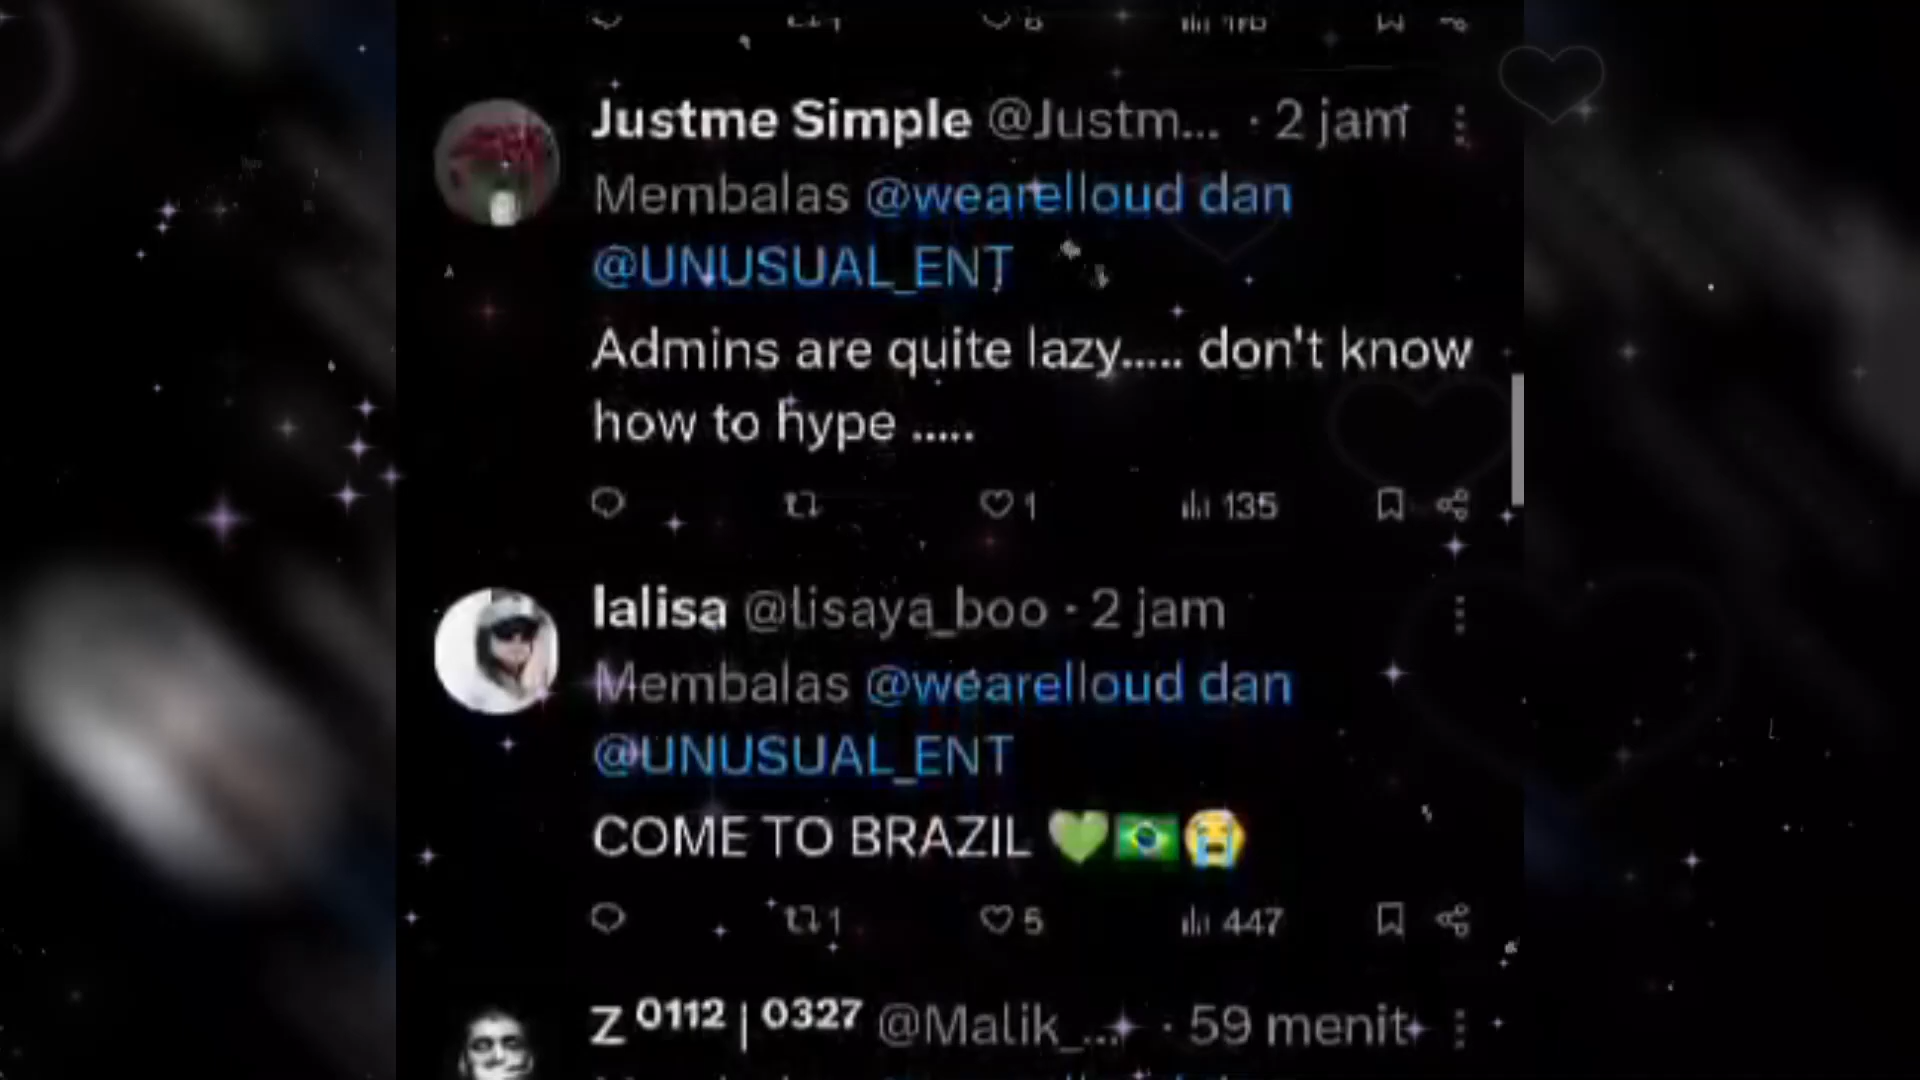 Justme Simple @Justm... · 2 jam
Membalas @wearelloud dan
@UNUSUAL_ENT
Admins are quite lazy..... don't know
how to hype .....
1 135
lalisa @lisaya_boo · 2 jam
Membalas @wearelloud dan
@UNUSUAL_ENT
COME TO BRAZIL 💚🇧🇷😭
1 5 447
Z ⁰¹¹² | ⁰³²⁷ @Malik_... · 59 menit